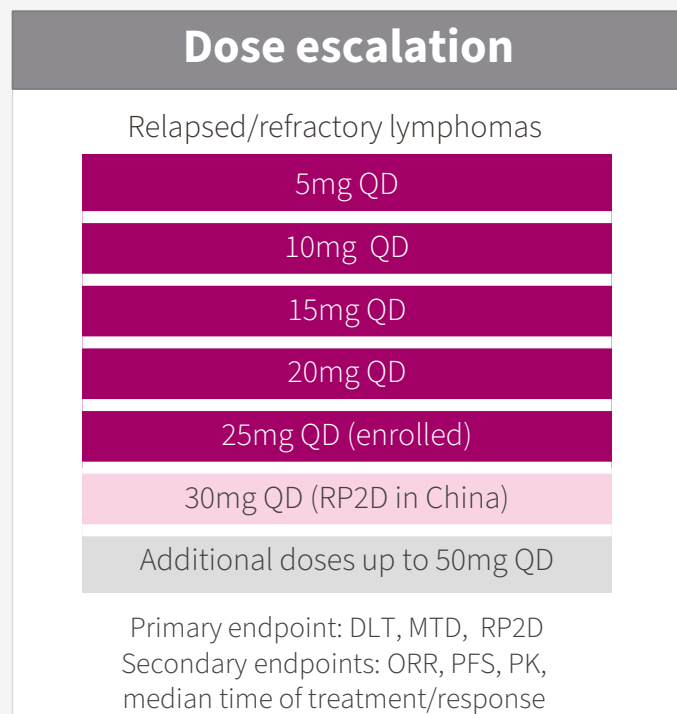 Dose escalation
Relapsed/refractory lymphomas
5mg QD
10mg QD
15mg QD
20mg QD
25mg QD (enrolled)
30mg QD (RP2D in China)
Additional doses up to 50mg QD
Primary endpoint: DLT, MTD, RP2D
Secondary endpoints: ORR, PFS, PK,
median time of treatment/response